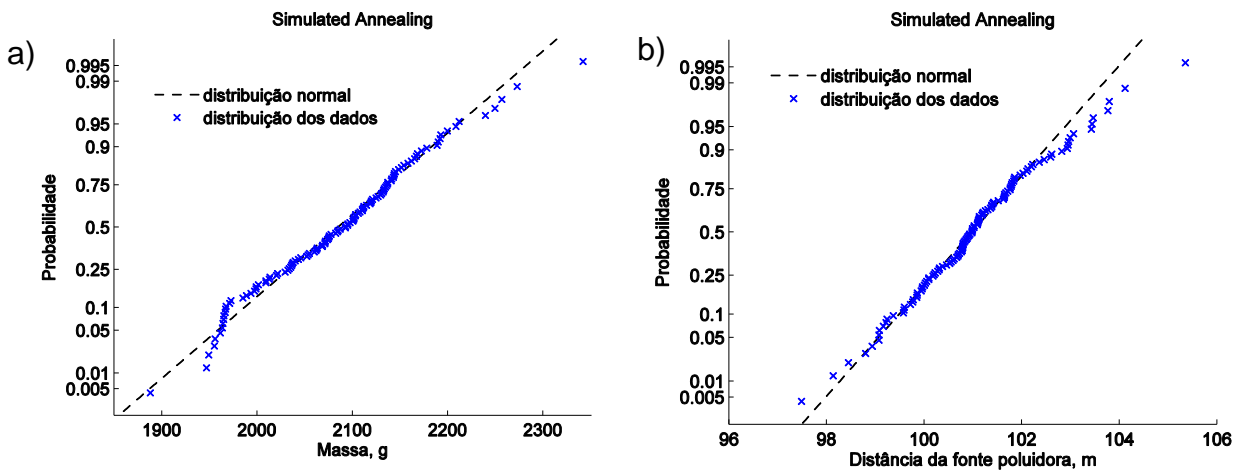 a)
Simulated Annealing
distribuição normal
distribuição dos dados
Probabilidade
0.995
0.99
0.95
0.9
0.75
0.5
0.25
0.1
0.05
0.01
0.005
1900 2000 2100 2200 2300
Massa, g
b)
Simulated Annealing
distribuição normal
distribuição dos dados
Probabilidade
0.995
0.99
0.95
0.9
0.75
0.5
0.25
0.1
0.05
0.01
0.005
96 98 100 102 104 106
Distância da fonte poluidora, m